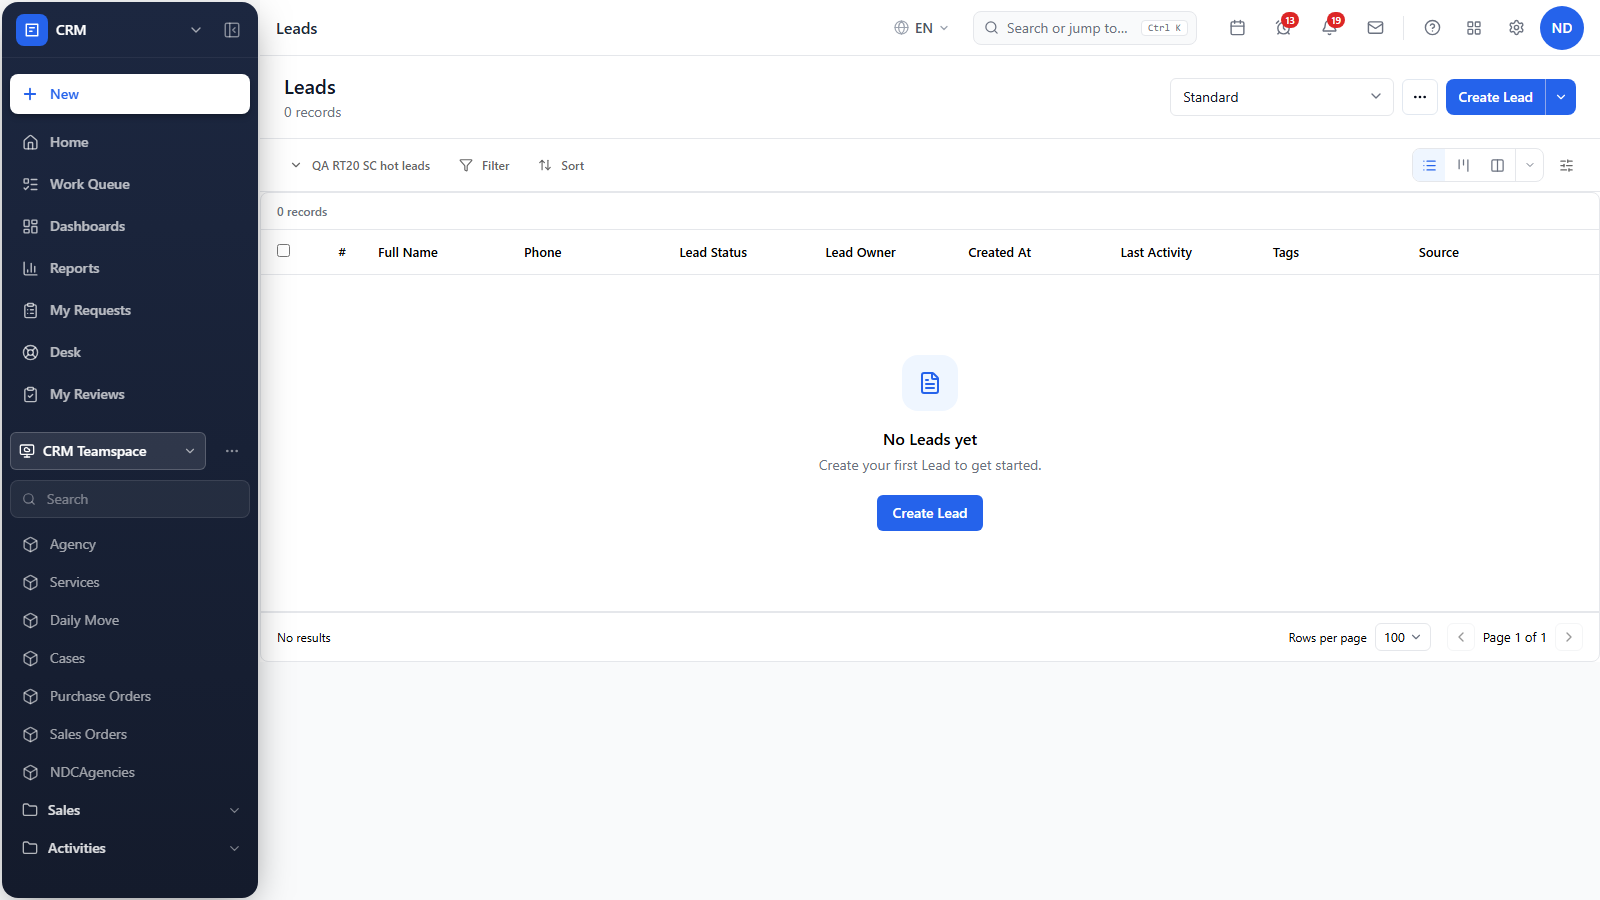 CRM
New
Home
Work Queue
Dashboards
Reports
My Requests
Desk
My Reviews
CRM Teamspace
Search
Agency
Services
Daily Move
Cases
Purchase Orders
Sales Orders
NDCAgencies
Sales
Activities
Leads
EN
Search or jump to...
Ctrl K
13
19
ND
Leads
0 records
Standard
Create Lead
QA RT20 SC hot leads
Filter
Sort
0 records
# Full Name Phone Lead Status Lead Owner Created At Last Activity Tags Source
No Leads yet
Create your first Lead to get started.
Create Lead
No results
Rows per page 100 Page 1 of 1